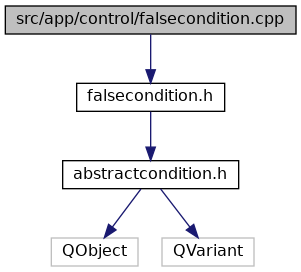 src/app/control/falsecondition.cpp
falsecondition.h
abstractcondition.h
QObject
QVariant